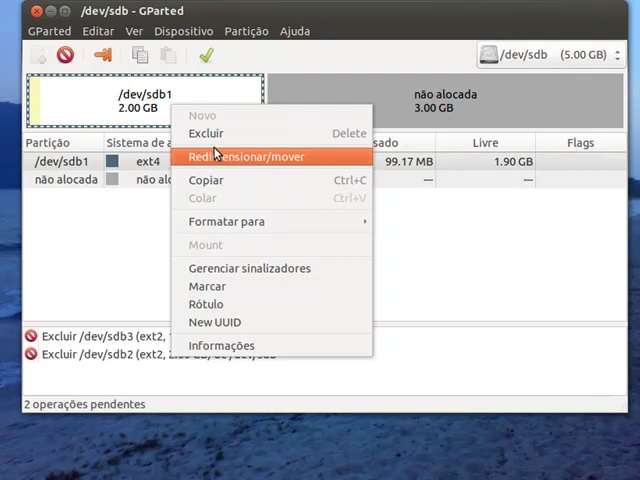 /dev/sdb - GParted
GParted Editar Ver Partição Dispositivo Ajuda
/dev/sdb (5.00 GB)
/dev/sdb1
2.00 GB
não alocada
3.00 GB
Partição Sistema de a sado Livre Flags
/dev/sdb1 ext4 99.17 MB 1.90 GB
não alocada não alo — —
Novo
Excluir Delete
Redimensionar/mover
Copiar Ctrl+C
Colar Ctrl+V
Formatar para
Mount
Gerenciar sinalizadores
Marcar
Rótulo
New UUID
Informações
Excluir /dev/sdb3 (ext2,
Excluir /dev/sdb2 (ext2,
2 operações pendentes